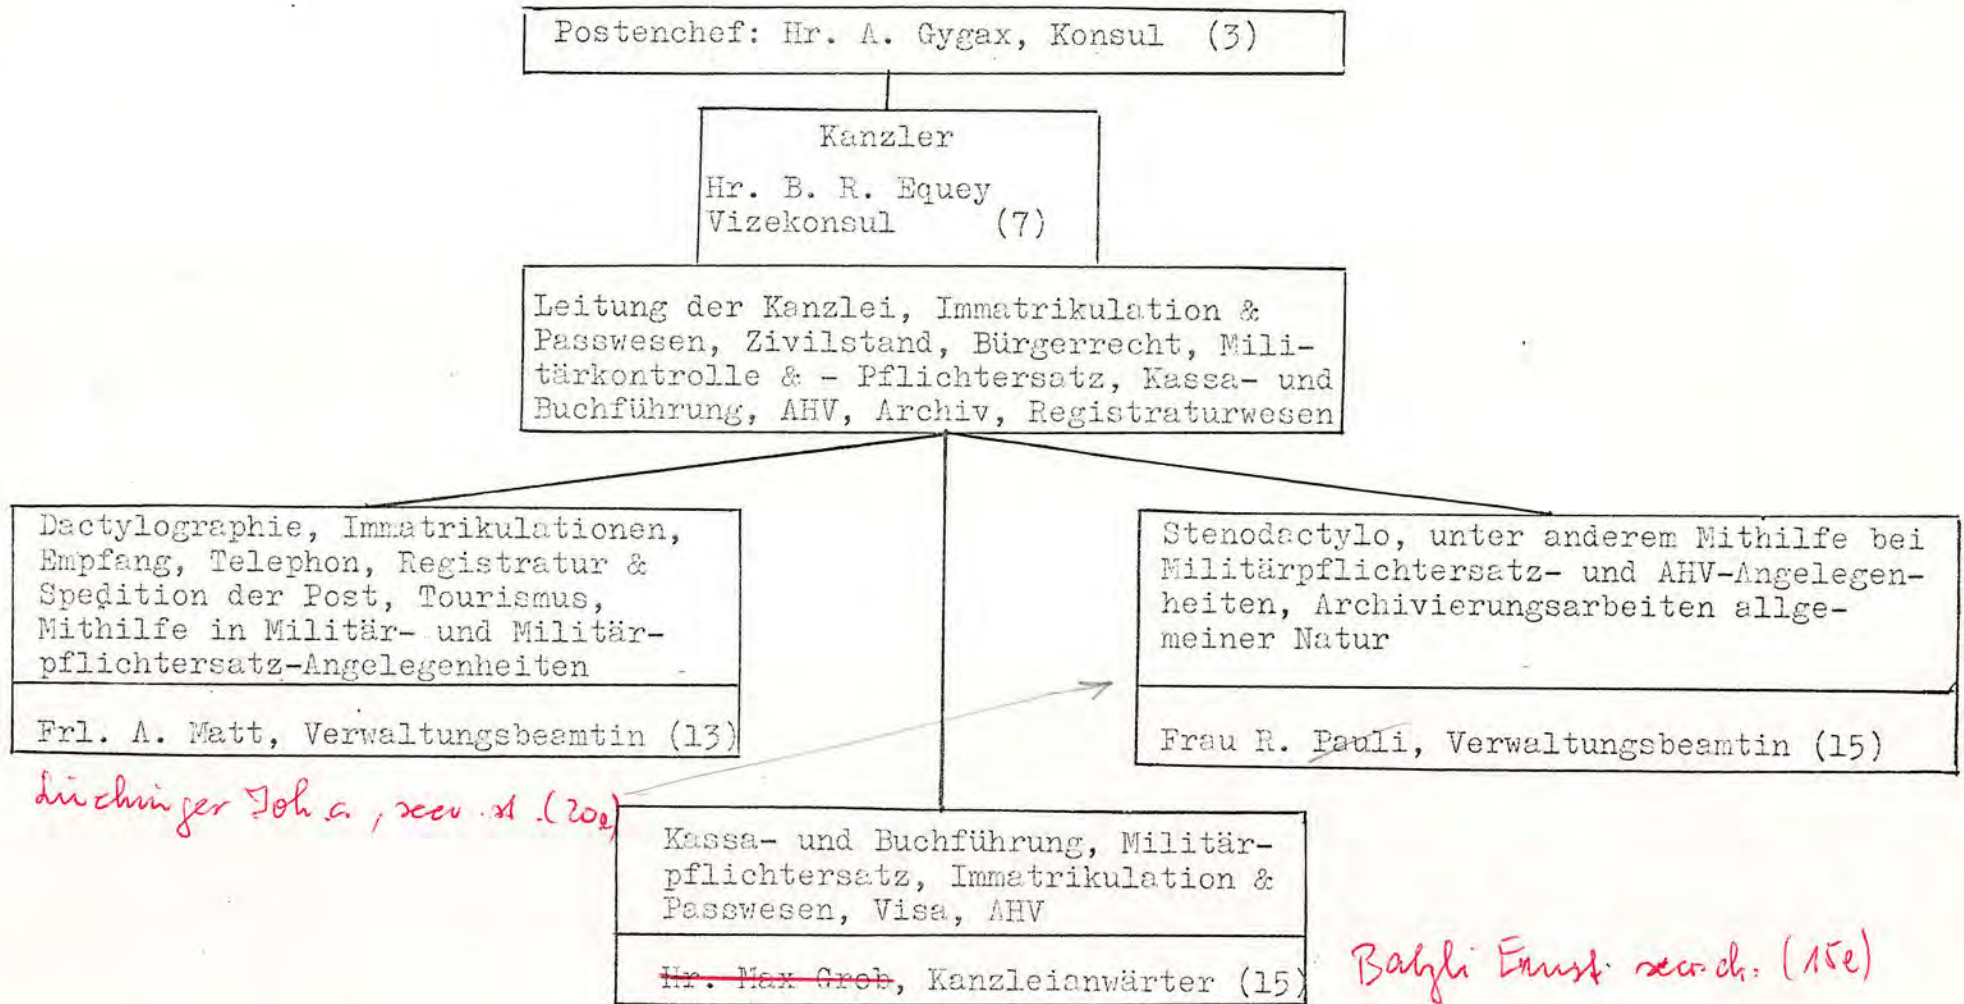 Postenchef: Hr. A. Gygax, Konsul (3)
Kanzler
Hr. B. R. Equey
Vizekonsul (7)
Leitung der Kanzlei, Immatrikulation &
Passwesen, Zivilstand, Bürgerrecht, Mili-
tärkontrolle & - Pflichtersatz, Kassa- und
Buchführung, AHV, Archiv, Registraturwesen
Dactylographie, Immatrikulationen,
Empfang, Telephon, Registratur &
Spedition der Post, Tourismus,
Mithilfe in Militär- und Militär-
pflichtersatz-Angelegenheiten
Frl. A. Matt, Verwaltungsbeamtin (13)
Stenodactylo, unter anderem Mithilfe bei
Militärpflichtersatz- und AHV-Angelegen-
heiten, Archivierungsarbeiten allge-
meiner Natur
Frau R. Pauli, Verwaltungsbeamtin (15)
Kassa- und Buchführung, Militär-
pflichtersatz, Immatrikulation &
Passwesen, Visa, AHV
Hr. Max Grob, Kanzleianwärter (15)
Ernst (15e)